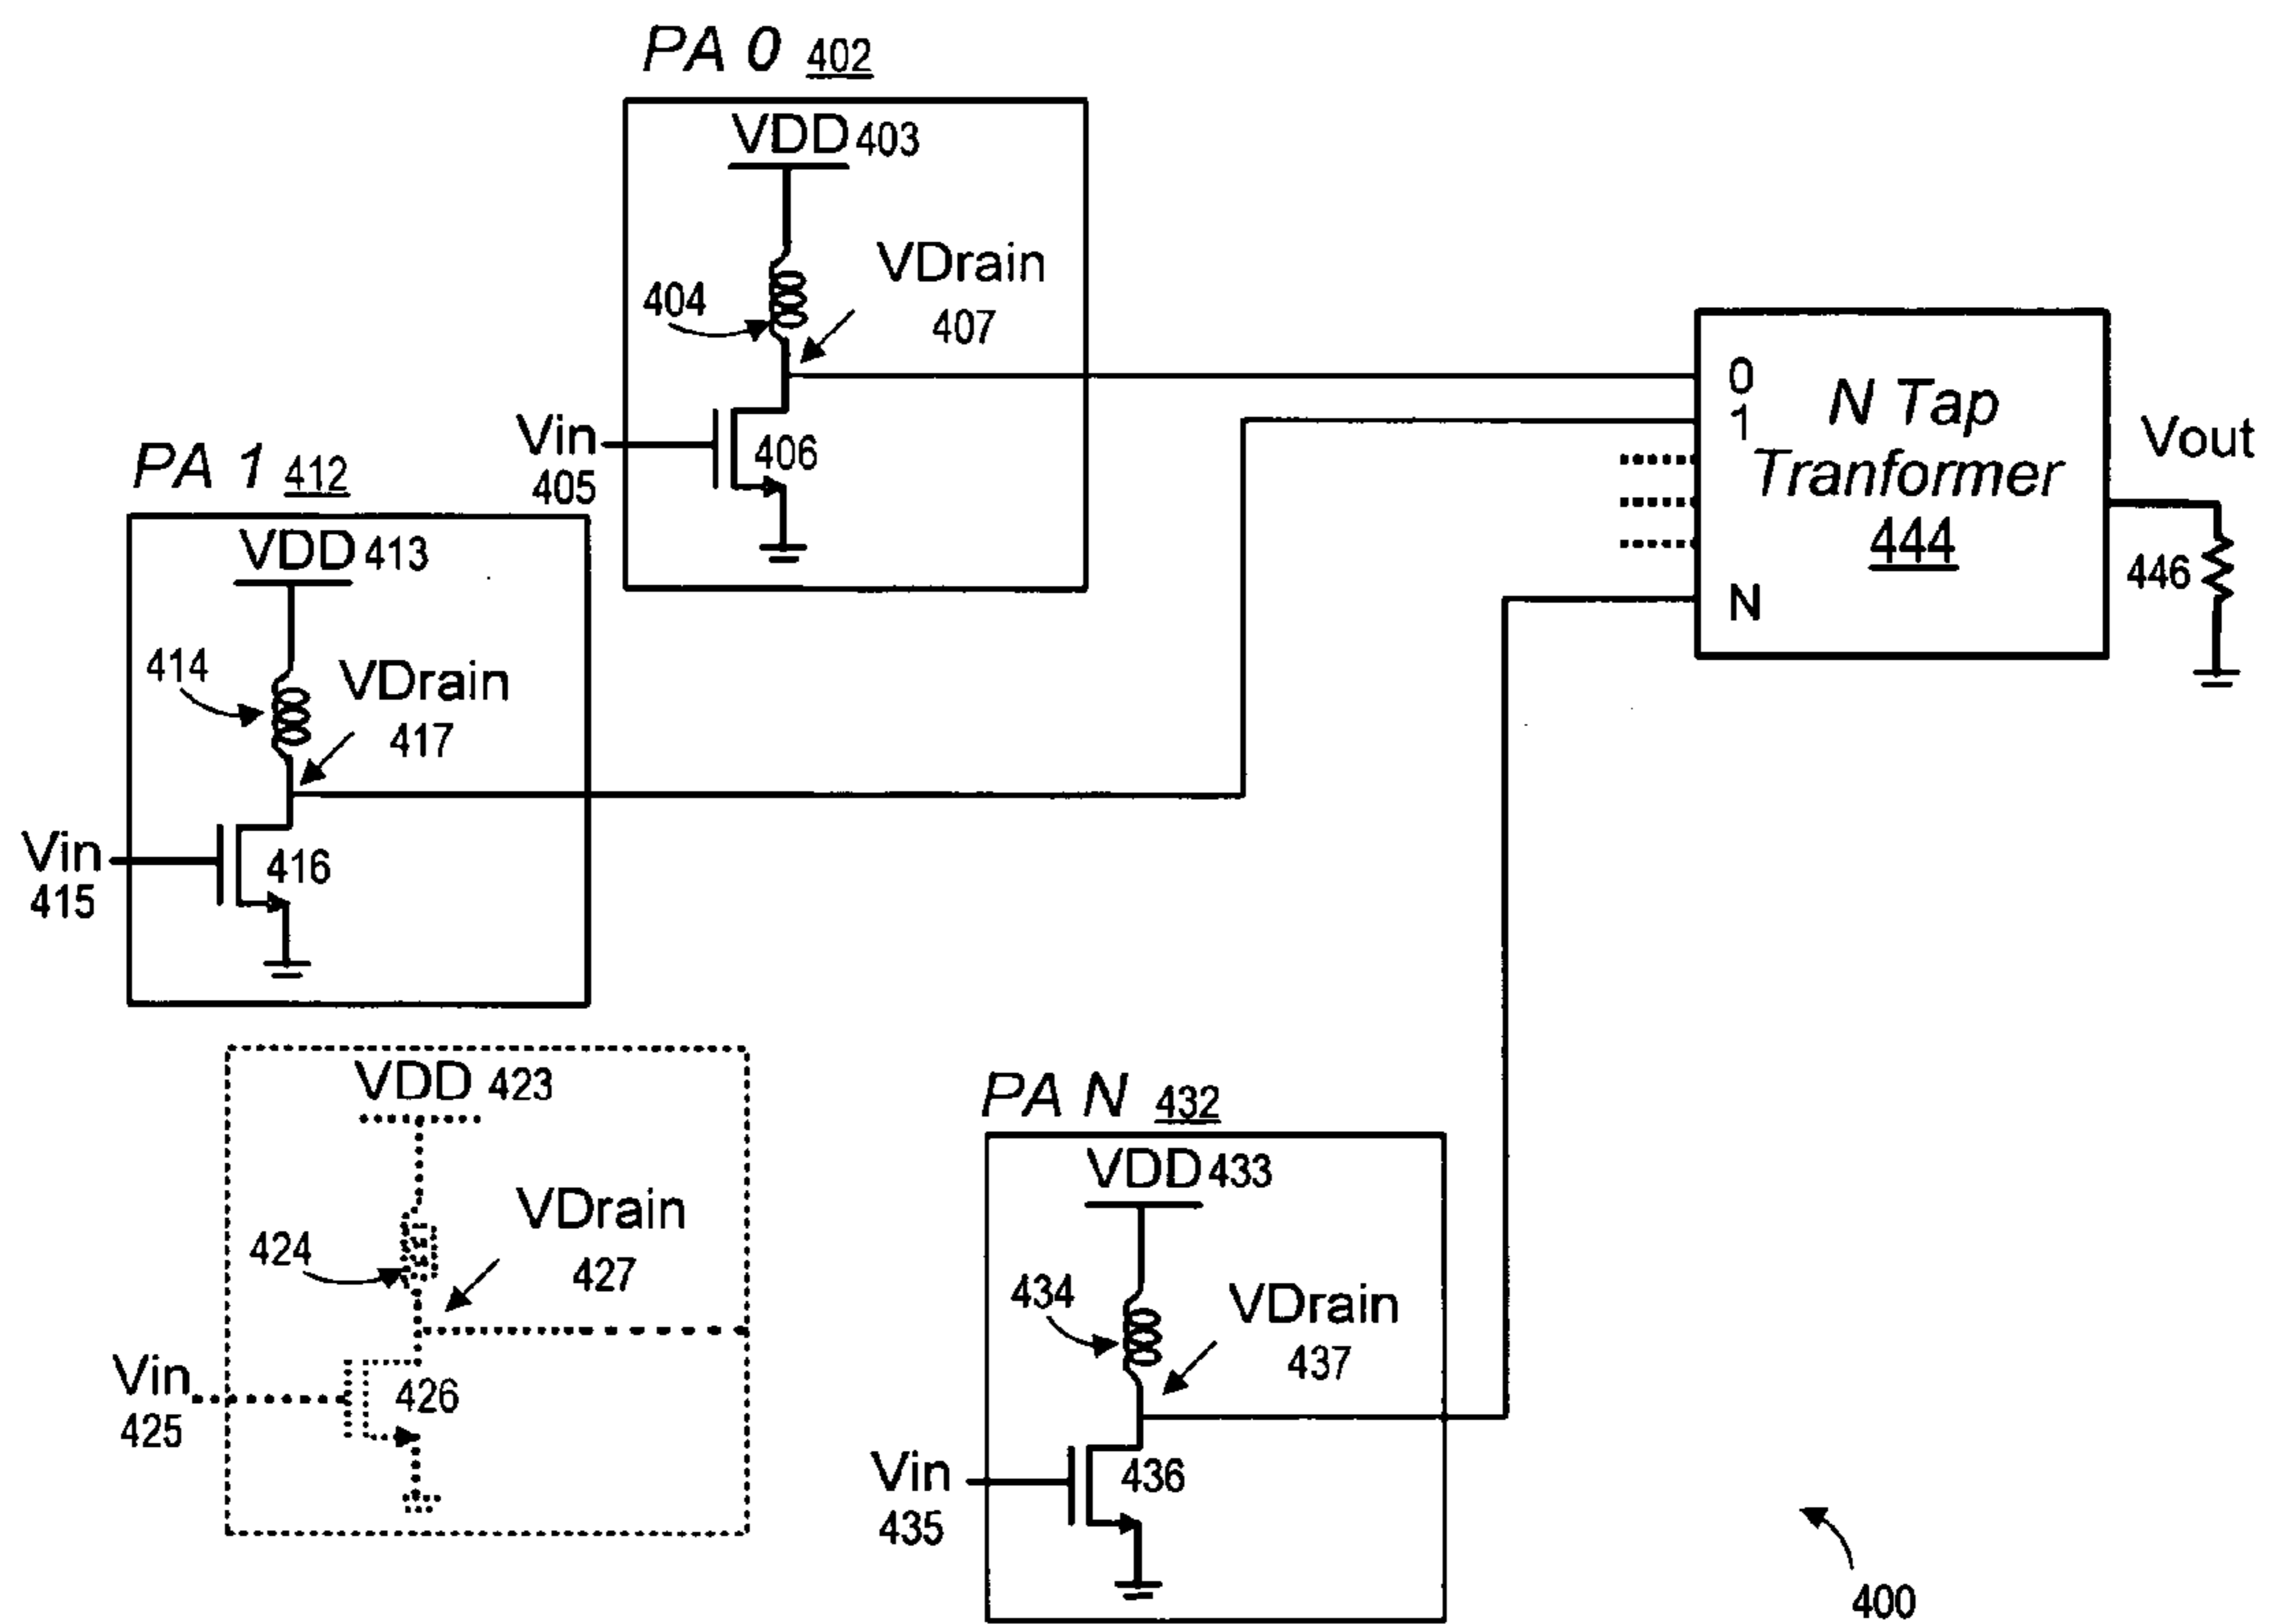 PA 0 402
VDD 403
404
VDrain
407
Vin
405
406
PA 1 412
VDD 413
414
VDrain
417
Vin
415
416
VDD 423
424
VDrain
427
Vin
425
426
PA N 432
VDD 433
434
VDrain
437
Vin
435
436
0
1
N
N Tap
Tranformer
444
Vout
446
400